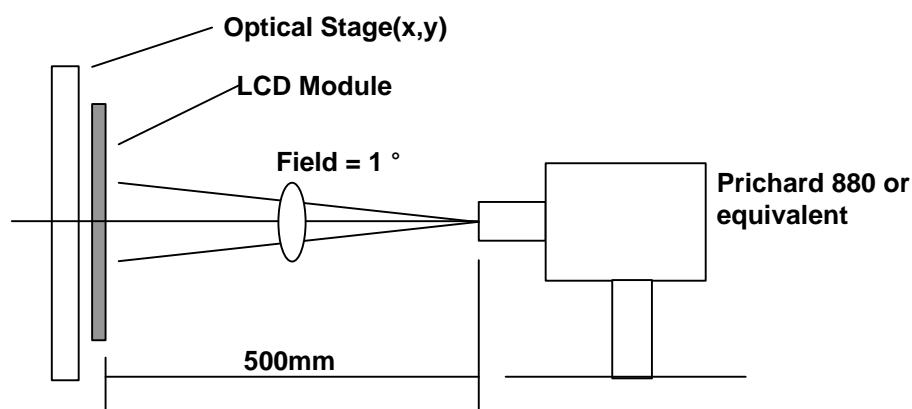 Optical Stage(x,y)
LCD Module
Field = 1 °
Prichard 880 or
equivalent
500mm